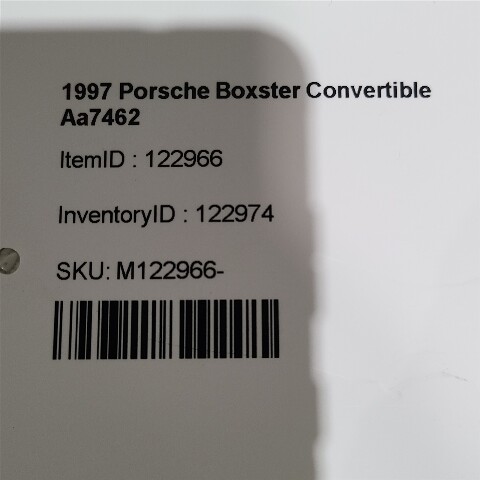 1997 Porsche Boxster Convertible
Aa7462
ItemID : 122966
InventoryID : 122974
SKU: M122966-